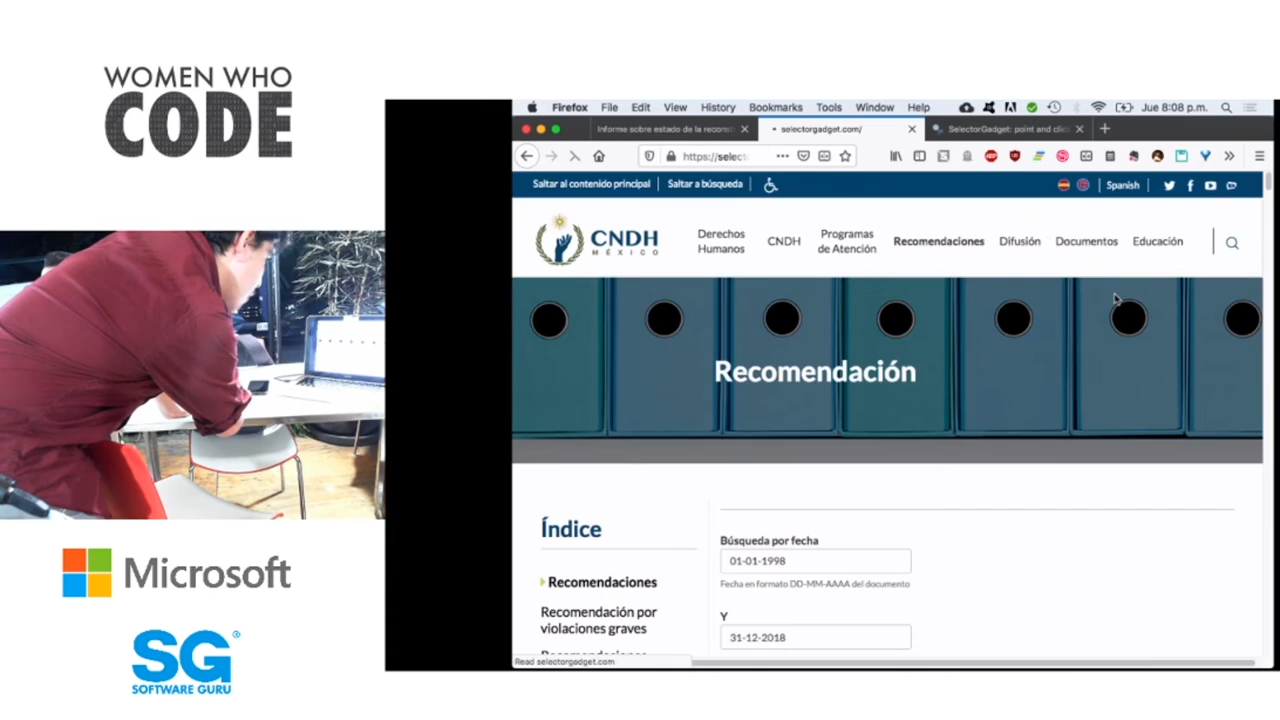 WOMEN WHO
CODE
Microsoft
SG®
SOFTWARE GURU
Firefox File Edit View History Bookmarks Tools Window Help Jue 8:08 p.m.
Informe sobre estado de la reconst
selectorgadget.com/
SelectorGadget: point and clic
https://select
Saltar al contenido principal
Saltar a búsqueda
Spanish
CNDH
MÉXICO
Derechos
Humanos
CNDH
Programas
de Atención
Recomendaciones
Difusión
Documentos
Educación
Recomendación
Índice
Recomendaciones
Recomendación por
violaciones graves
Búsqueda por fecha
01-01-1998
Fecha en formato DD-MM-AAAA del documento
Y
31-12-2018
Read selectorgadget.com